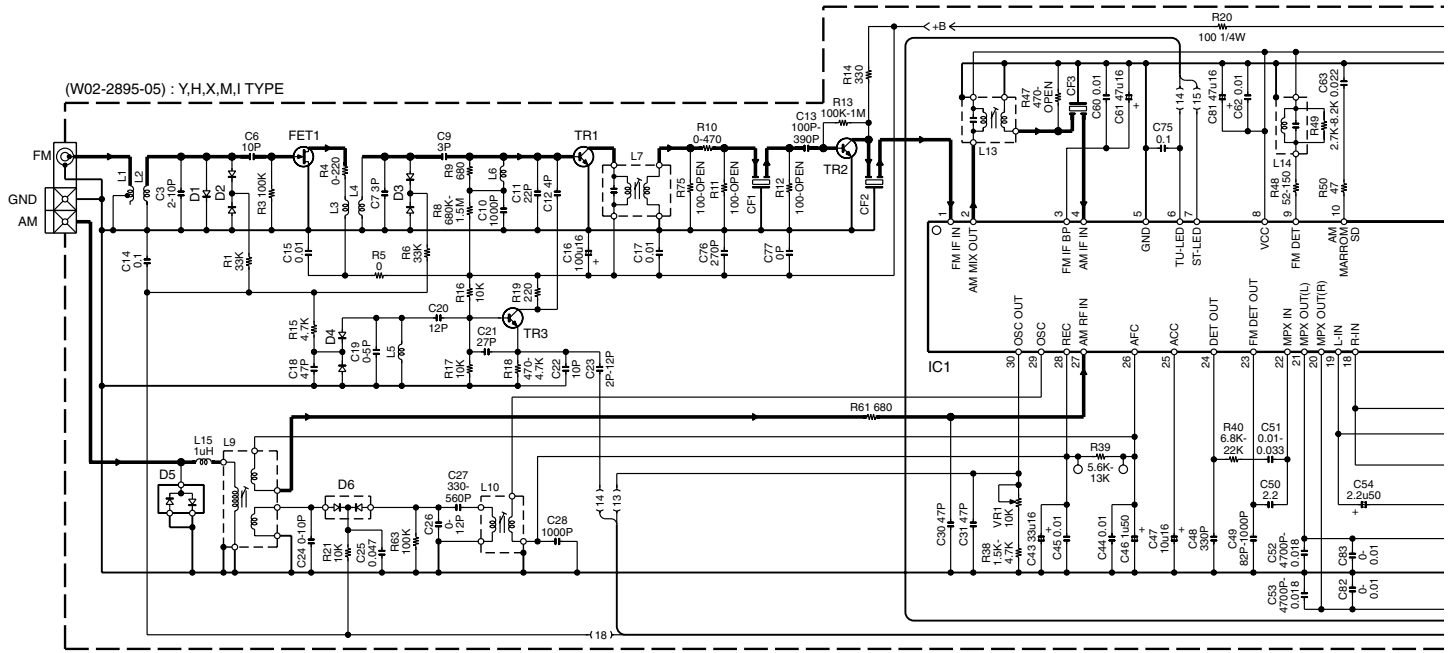 (W02-2895-05) : Y,H,X,M,I TYPE
FM
GND
AM
+B
R20
100 1/4W
R14
330
R13
100K-1M
C6
10P
FET1
C9
3P
TR1
R10
0-470
C13
100P-
390P
TR2
L1
L2
C3
2-10P
D1
D2
R3 100K
R4
0-220
L3
L4
C7 3P
D3
R9
680
R8
680K-
1.5M
L6
C10
1000P
C11
22P
C12 4P
L7
R75
100-OPEN
R11
100-OPEN
CF1
R12
100-OPEN
CF2
C14
0.1
R1
33K
C15
0.01
R5
0
R6
33K
C16
100u16
+
C17
0.01
C76
270P
C77
0P
R16
10K
R19
220
TR3
R15
4.7K
D4
C18
47P
C19
0-5P
L5
C20
12P
C21
27P
R17
10K
R18
470-
4.7K
C22
10P
C23
2P-12P
L13
R47
470-
OPEN
CF3
C60 0.01
C61 47u16
+
C75
0.1
14
15
C81 47u16
+
C62 0.01
L14
R49
2.7K-8.2K
C63
0.022
R48
52-150
R50
47
1
2
3
4
5
6
7
8
9
10
FM IF IN
AM MIX OUT
FM IF BP
AM IF IN
GND
TU-LED
ST-LED
VCC
FM DET
AM
MARROM
SD
IC1
OSC OUT
OSC
REC
AM RF IN
AFC
ACC
DET OUT
FM DET OUT
MPX IN
MPX OUT(L)
MPX OUT(R)
L-IN
R-IN
30
29
28
27
26
25
24
23
22
21
20
19
18
R61 680
L15
1uH
L9
D5
D6
C24 0-10P
R21
10K
C25
0.047
R63
100K
C26
0-
12P
C27
330-
560P
L10
C28
1000P
14
13
18
C30 47P
C31 47P
VR1
10K
R38
1.5K-
4.7K
C43 33u16
+
C45 0.01
R39
5.6K-
13K
C44 0.01
C46 1u50
+
C47
10u16
+
C48
330P
R40
6.8K-
22K
C51
0.01-
0.033
C50
2.2
C49
82P-1000P
C52
4700P-
0.018
C53
4700P-
0.018
C83
0-
0.01
C82
0-
0.01
C54
2.2u50
+